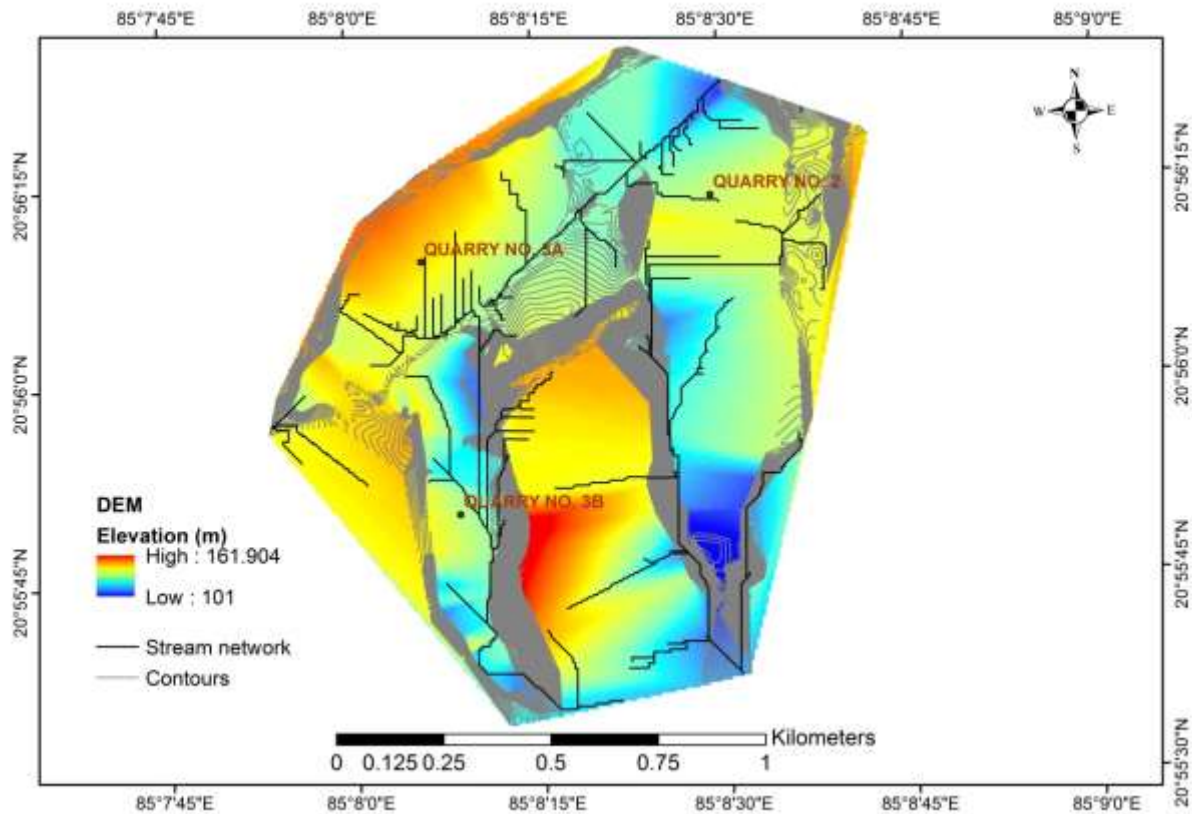 85°7'45"E 85°8'0"E 85°8'15"E 85°8'30"E 85°8'45"E 85°9'0"E
N
W E
S
20°56'15"N
20°56'15"N
QUARRY NO. 2
QUARRY NO. 3A
20°56'0"N
20°56'0"N
QUARRY NO. 3B
DEM
Elevation (m)
High : 161.904
Low : 101
20°55'45"N
20°55'45"N
Stream network
Contours
Kilometers
0 0.125 0.25 0.5 0.75 1
20°55'30"N
85°7'45"E 85°8'0"E 85°8'15"E 85°8'30"E 85°8'45"E 85°9'0"E